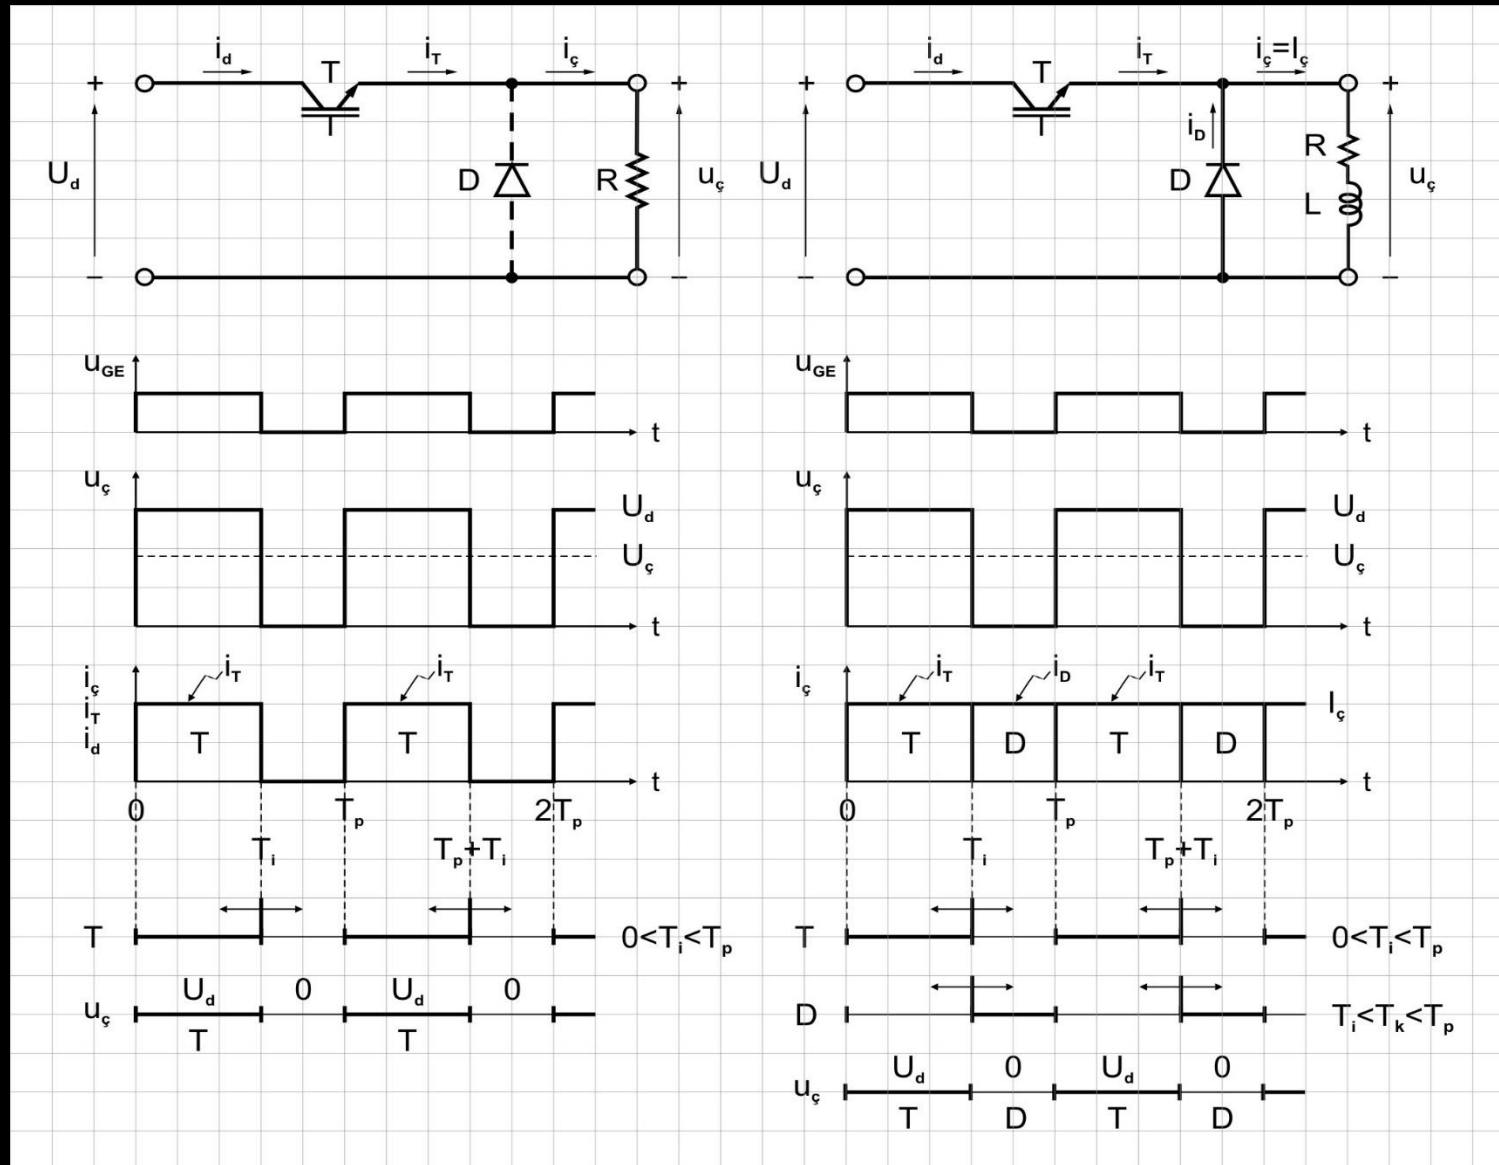 i_d T i_T i_ç
+ +
U_d D R u_ç
− −
u_GE
t
u_ç
U_d
U_ç
t
i_ç i_T i_T
i_T
i_d T T
t
0 T_p 2T_p
T_i T_p+T_i
T 0<T_i<T_p
U_d 0 U_d 0
u_ç
T T
i_d T i_T i_ç=I_ç
+ +
i_D
R
U_d D u_ç
L
− −
u_GE
t
u_ç
U_d
U_ç
t
i_ç i_T i_D i_T
I_ç
T D T D
t
0 T_p 2T_p
T_i T_p+T_i
T 0<T_i<T_p
D T_i<T_k<T_p
U_d 0 U_d 0
u_ç
T D T D